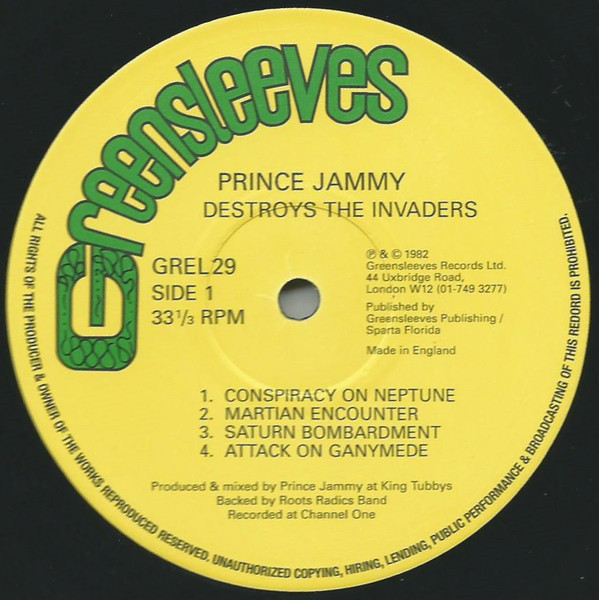 Greensleeves
PRINCE JAMMY
DESTROYS THE INVADERS
GREL29
SIDE 1
33 1/3 RPM
℗ & © 1982
Greensleeves Records Ltd.
44 Uxbridge Road,
London W12 (01-749 3277)
Published by
Greensleeves Publishing /
Sparta Florida
Made in England
1. CONSPIRACY ON NEPTUNE
2. MARTIAN ENCOUNTER
3. SATURN BOMBARDMENT
4. ATTACK ON GANYMEDE
Produced & mixed by Prince Jammy at King Tubbys
Backed by Roots Radics Band
Recorded at Channel One
ALL RIGHTS OF THE PRODUCER & OWNER OF THE WORKS REPRODUCED RESERVED. UNAUTHORIZED COPYING, HIRING, LENDING, PUBLIC PERFORMANCE & BROADCASTING OF THIS REDORD IS PROHIBITED.